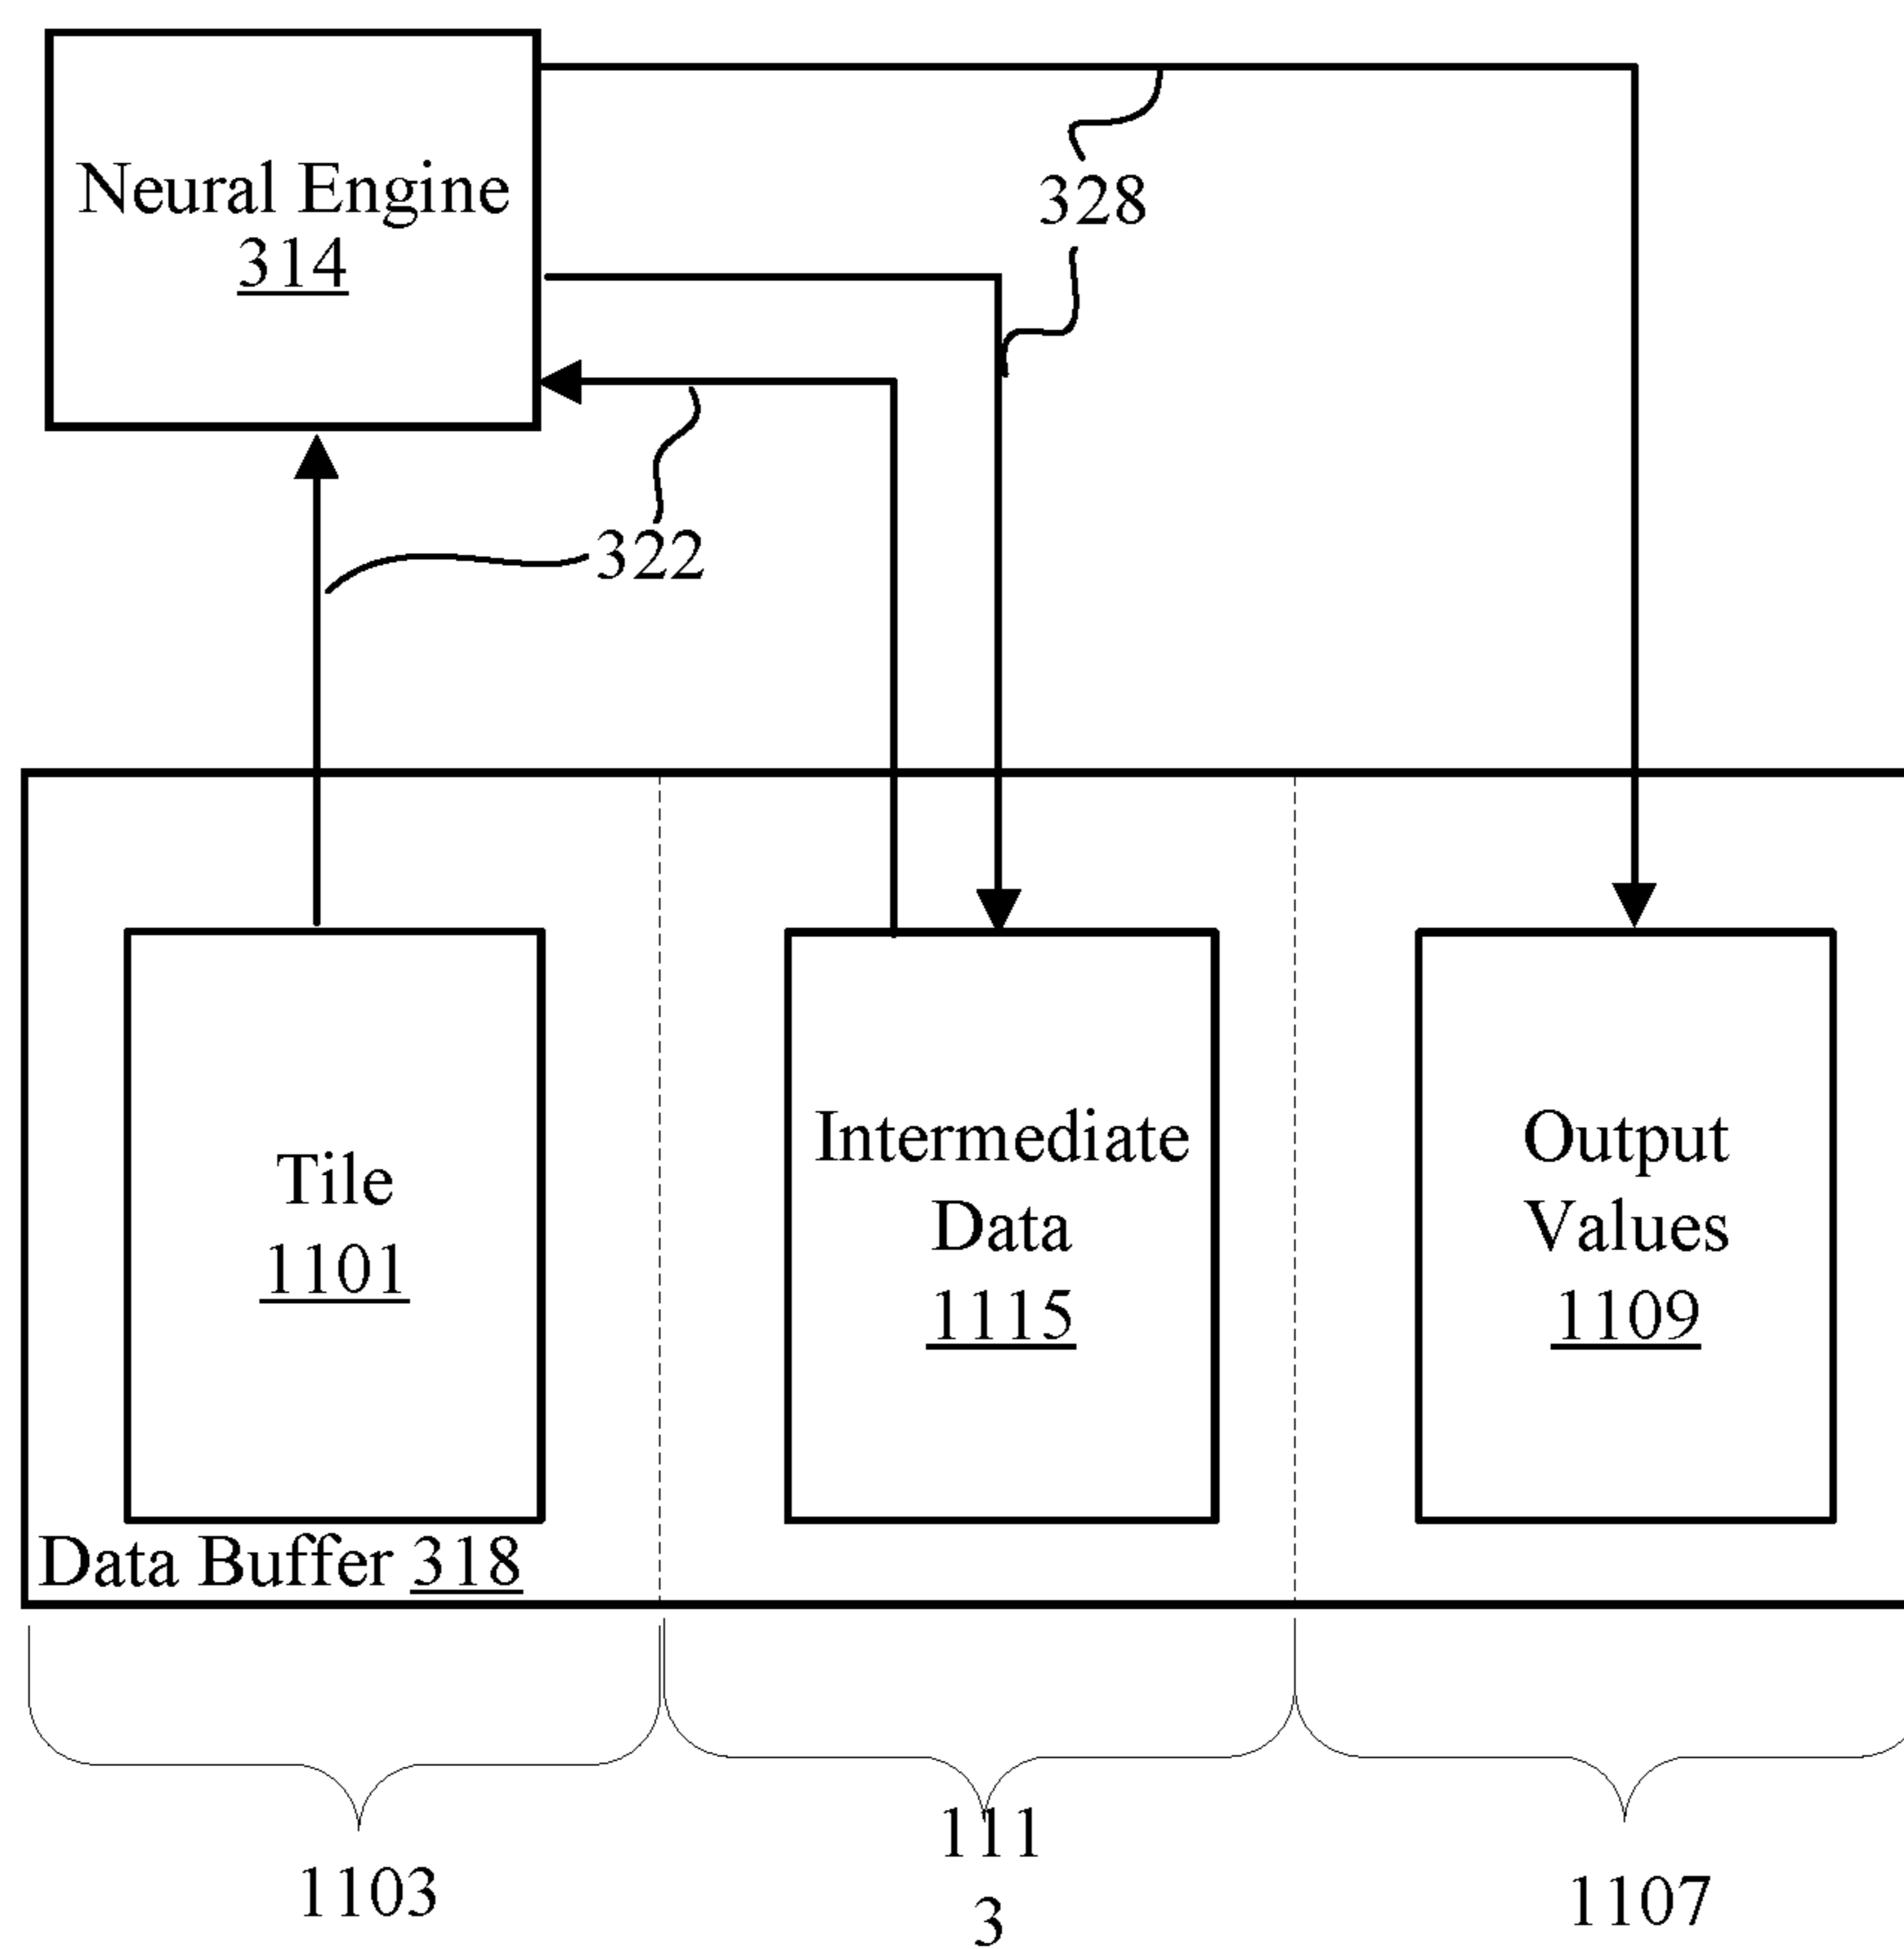 Neural Engine
314
328
322
Tile
1101
Intermediate
Data
1115
Output
Values
1109
Data Buffer 318
1103
111
3
1107